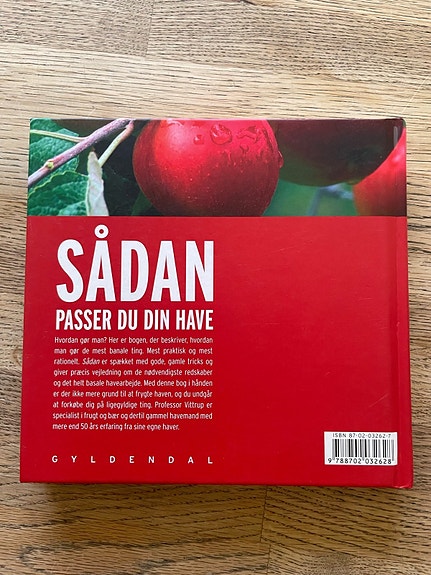 SÅDAN
PASSER DU DIN HAVE
Hvordan gør man? Her er bogen, der beskriver, hvordan
man gør de mest banale ting. Mest praktisk og mest
rationelt. Sådan er spækket med gode, gamle tricks og
giver præcis vejledning om de nødvendigste redskaber
og det helt basale havearbejde. Med denne bog i hånden
er der ikke mere grund til at frygte haven, og du undgår
at forkøbe dig på ligegyldige ting. Professor Vittrup er
specialist i frugt og bær og dertil gammel havemand med
mere end 50 års erfaring fra sine egne haver.
GYLDENDAL
ISBN 87-02-03262-7
9 788702 032628